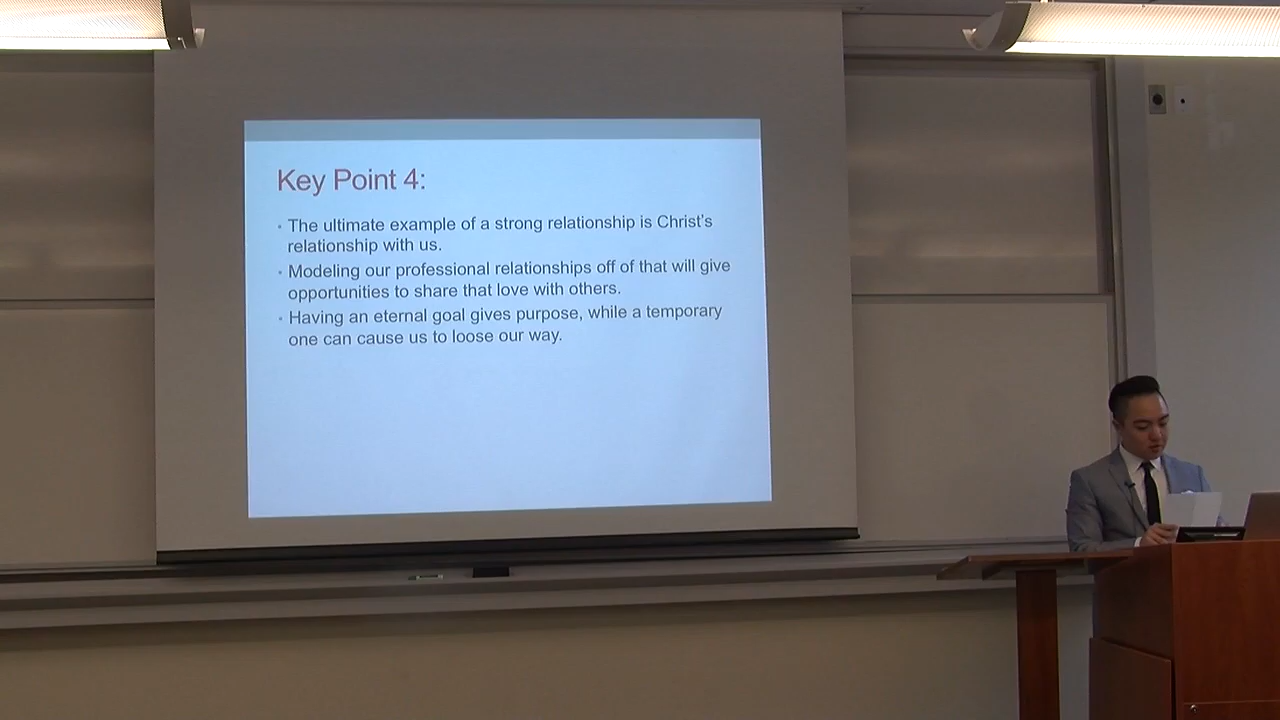 Key Point 4:
• The ultimate example of a strong relationship is Christ's
relationship with us.
• Modeling our professional relationships off of that will give
opportunities to share that love with others.
• Having an eternal goal gives purpose, while a temporary
one can cause us to loose our way.